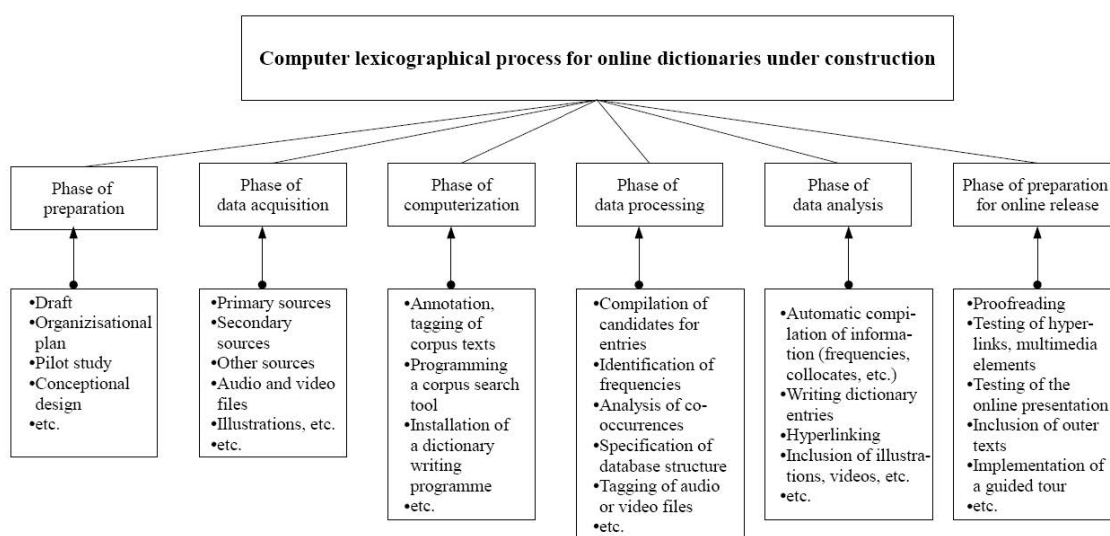 Computer lexicographical process for online dictionaries under construction
Phase of
preparation
Phase of
data acquisition
Phase of
computerization
Phase of
data processing
Phase of
data analysis
Phase of preparation
for online release
•Draft
•Organizisational
plan
•Pilot study
•Conceptional
design
•etc.
•Primary sources
•Secondary
sources
•Other sources
•Audio and video
files
•Illustrations, etc.
•etc.
•Annotation,
tagging of
corpus texts
•Programming
a corpus search
tool
•Installation of
a dictionary
writing
programme
•etc.
•Compilation of
candidates for
entries
•Identification of
frequencies
•Analysis of co-
occurrences
•Specification of
database structure
•Tagging of audio
or video files
•etc.
•Automatic compi-
lation of information
(frequencies,
collocates, etc.)
•Writing dictionary
entries
•Hyperlinking
•Inclusion of illustra-
tions, videos, etc.
•etc.
•Proofreading
•Testing of hyper-
links, multimedia
elements
•Testing of the
online presentation
•Inclusion of outer
texts
•Implementation of
a guided tour
•etc.